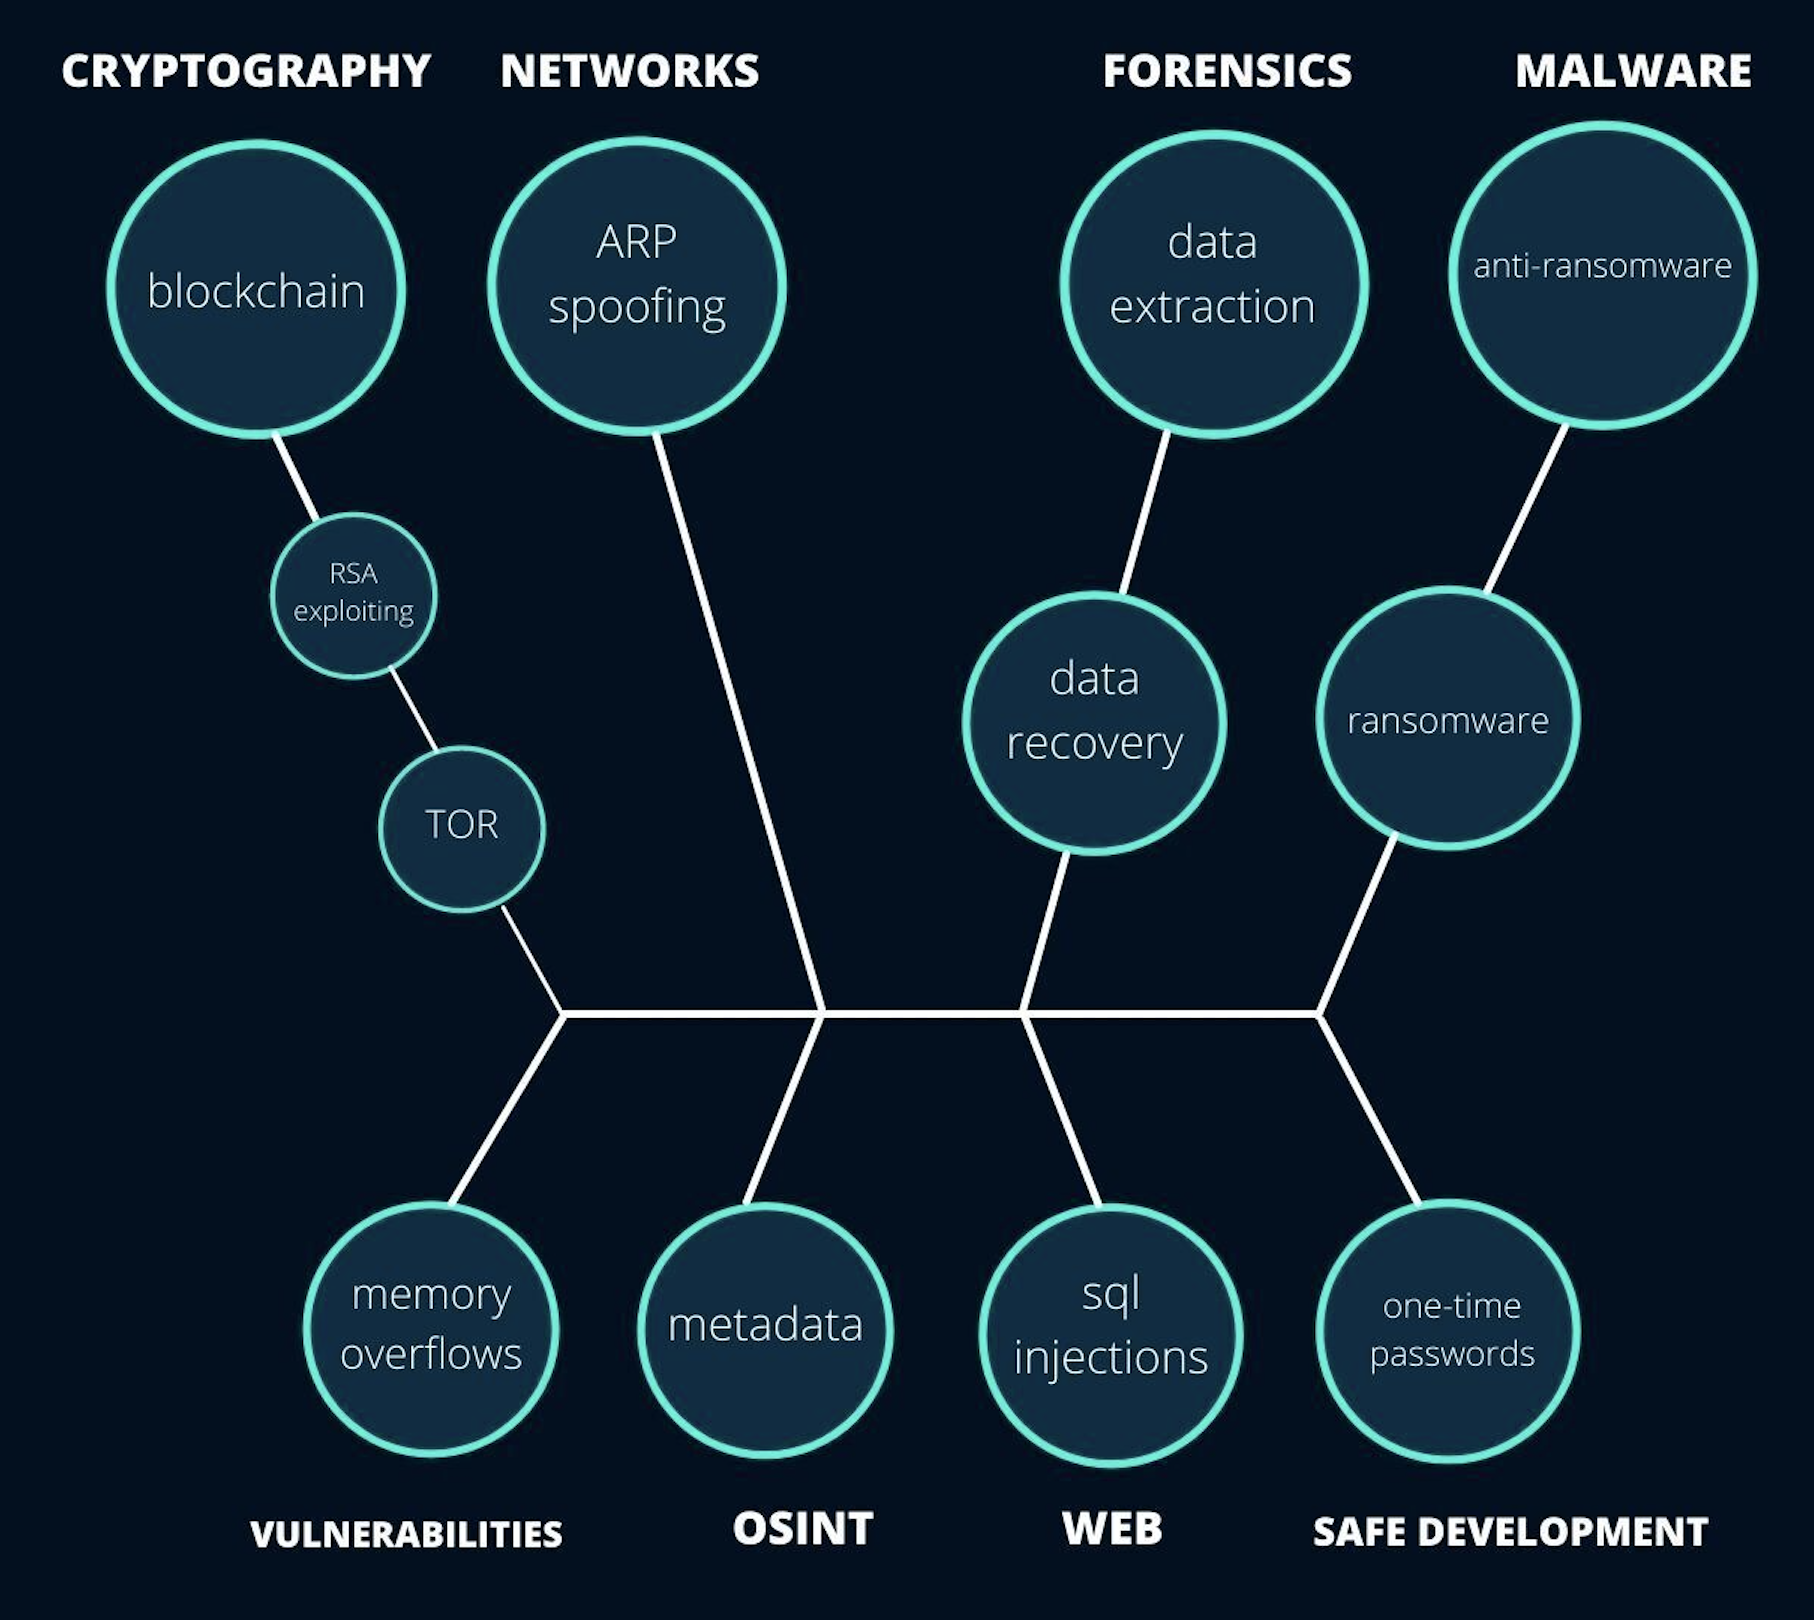 CRYPTOGRAPHY
NETWORKS
FORENSICS
MALWARE
blockchain
ARP
spoofing
data
extraction
anti-ransomware
RSA
exploiting
data
recovery
ransomware
TOR
memory
overflows
metadata
sql
injections
one-time
passwords
VULNERABILITIES
OSINT
WEB
SAFE DEVELOPMENT